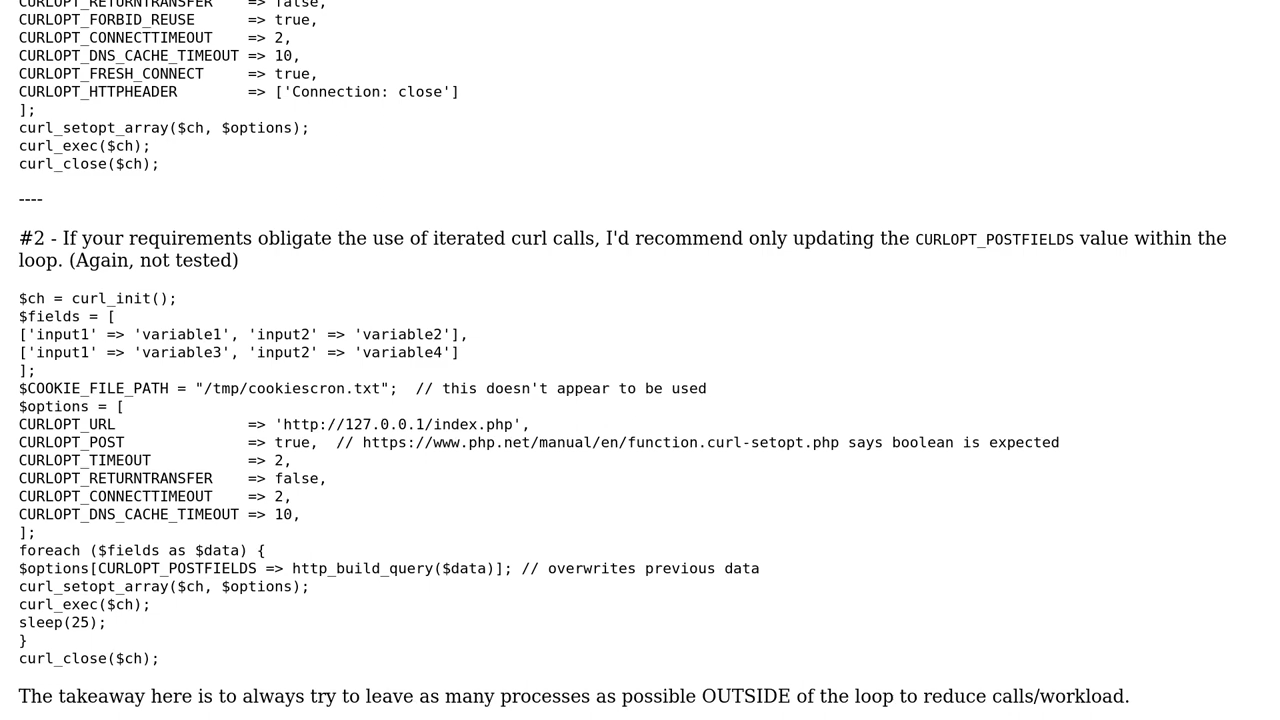 CURLOPT_RETURNTRANSFER    => false,
CURLOPT_FORBID_REUSE      => true,
CURLOPT_CONNECTTIMEOUT    => 2,
CURLOPT_DNS_CACHE_TIMEOUT => 10,
CURLOPT_FRESH_CONNECT     => true,
CURLOPT_HTTPHEADER        => ['Connection: close']
];
curl_setopt_array($ch, $options);
curl_exec($ch);
curl_close($ch);
----
#2 - If your requirements obligate the use of iterated curl calls, I'd recommend only updating the CURLOPT_POSTFIELDS value within the
loop. (Again, not tested)
$ch = curl_init();
$fields = [
['input1' => 'variable1', 'input2' => 'variable2'],
['input1' => 'variable3', 'input2' => 'variable4']
];
$COOKIE_FILE_PATH = "/tmp/cookiescron.txt";  // this doesn't appear to be used
$options = [
CURLOPT_URL               => 'http://127.0.0.1/index.php',
CURLOPT_POST              => true,  // https://www.php.net/manual/en/function.curl-setopt.php says boolean is expected
CURLOPT_TIMEOUT           => 2,
CURLOPT_RETURNTRANSFER    => false,
CURLOPT_CONNECTTIMEOUT    => 2,
CURLOPT_DNS_CACHE_TIMEOUT => 10,
];
foreach ($fields as $data) {
$options[CURLOPT_POSTFIELDS => http_build_query($data)]; // overwrites previous data
curl_setopt_array($ch, $options);
curl_exec($ch);
sleep(25);
}
curl_close($ch);
The takeaway here is to always try to leave as many processes as possible OUTSIDE of the loop to reduce calls/workload.